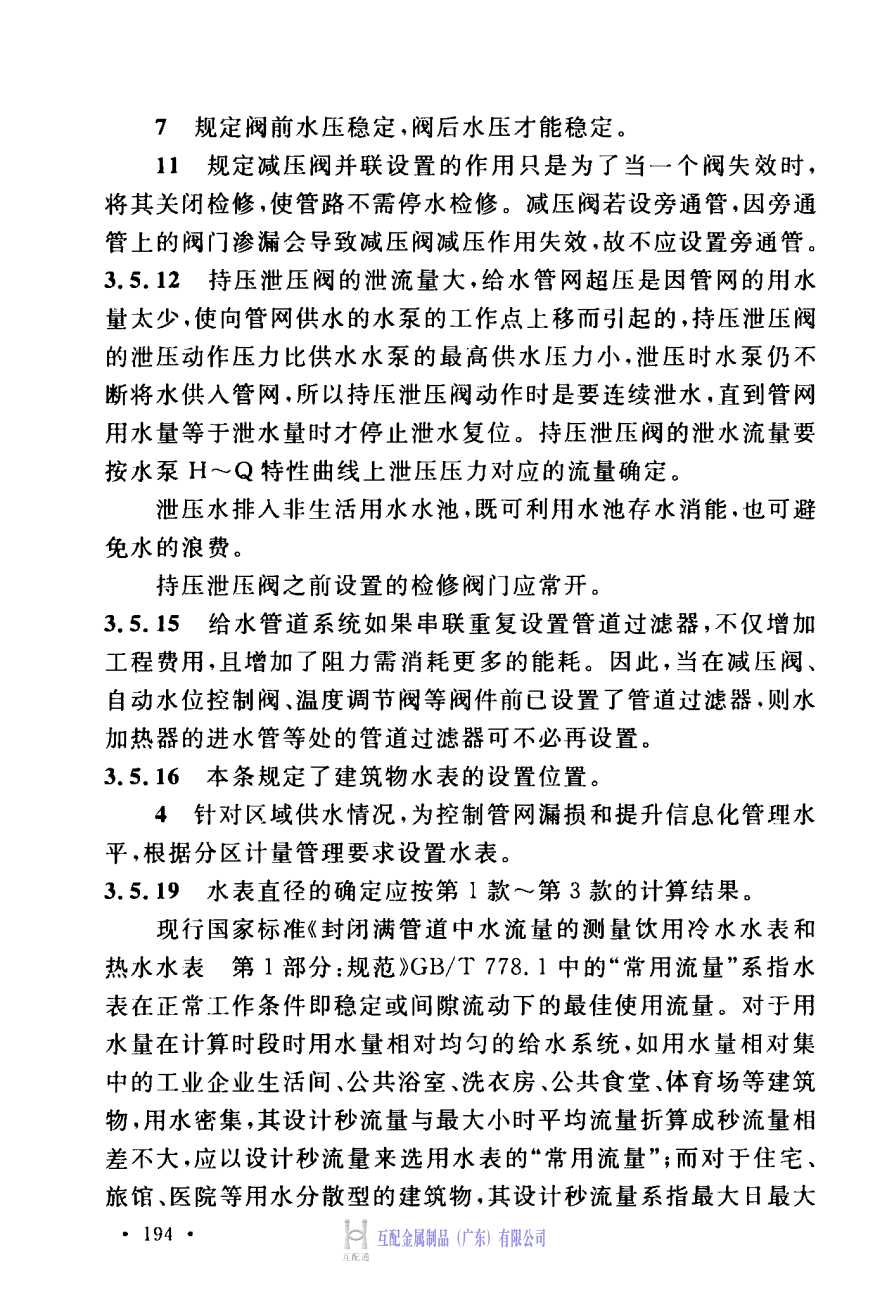 7 规定阀前水压稳定,阀后水压才能稳定。
11 规定减压阀并联设置的作用只是为了当一个阀失效时,
将其关闭检修,使管路不需停水检修。减压阀若设旁通管,因旁通
管上的阀门渗漏会导致减压阀减压作用失效,故不应设置旁通管。
3.5.12 持压泄压阀的泄流量大,给水管网超压是因管网的用水
量太少,使向管网供水的水泵的工作点上移而引起的,持压泄压阀
的泄压动作压力比供水水泵的最高供水压力小,泄压时水泵仍不
断将水供入管网,所以持压泄压阀动作时是要连续泄水,直到管网
用水量等于泄水量时才停止泄水复位。持压泄压阀的泄水流量要
按水泵 H～Q 特性曲线上泄压压力对应的流量确定。
泄压水排入非生活用水水池,既可利用水池存水消能,也可避
免水的浪费。
持压泄压阀之前设置的检修阀门应常开。
3.5.15 给水管道系统如果串联重复设置管道过滤器,不仅增加
工程费用,且增加了阻力需消耗更多的能耗。因此,当在减压阀、
自动水位控制阀、温度调节阀等阀件前已设置了管道过滤器,则水
加热器的进水管等处的管道过滤器可不必再设置。
3.5.16 本条规定了建筑物水表的设置位置。
4 针对区域供水情况,为控制管网漏损和提升信息化管理水
平,根据分区计量管理要求设置水表。
3.5.19 水表直径的确定应按第 1 款～第 3 款的计算结果。
现行国家标准《封闭满管道中水流量的测量饮用冷水水表和
热水水表 第 1 部分:规范》GB/T 778.1 中的“常用流量”系指水
表在正常工作条件即稳定或间隙流动下的最佳使用流量。对于用
水量在计算时段时用水量相对均匀的给水系统,如用水量相对集
中的工业企业生活间、公共浴室、洗衣房、公共食堂、体育场等建筑
物,用水密集,其设计秒流量与最大小时平均流量折算成秒流量相
差不大,应以设计秒流量来选用水表的“常用流量”;而对于住宅、
旅馆、医院等用水分散型的建筑物,其设计秒流量系指最大日最大
• 194 •
互配通
互配金属制品（广东）有限公司